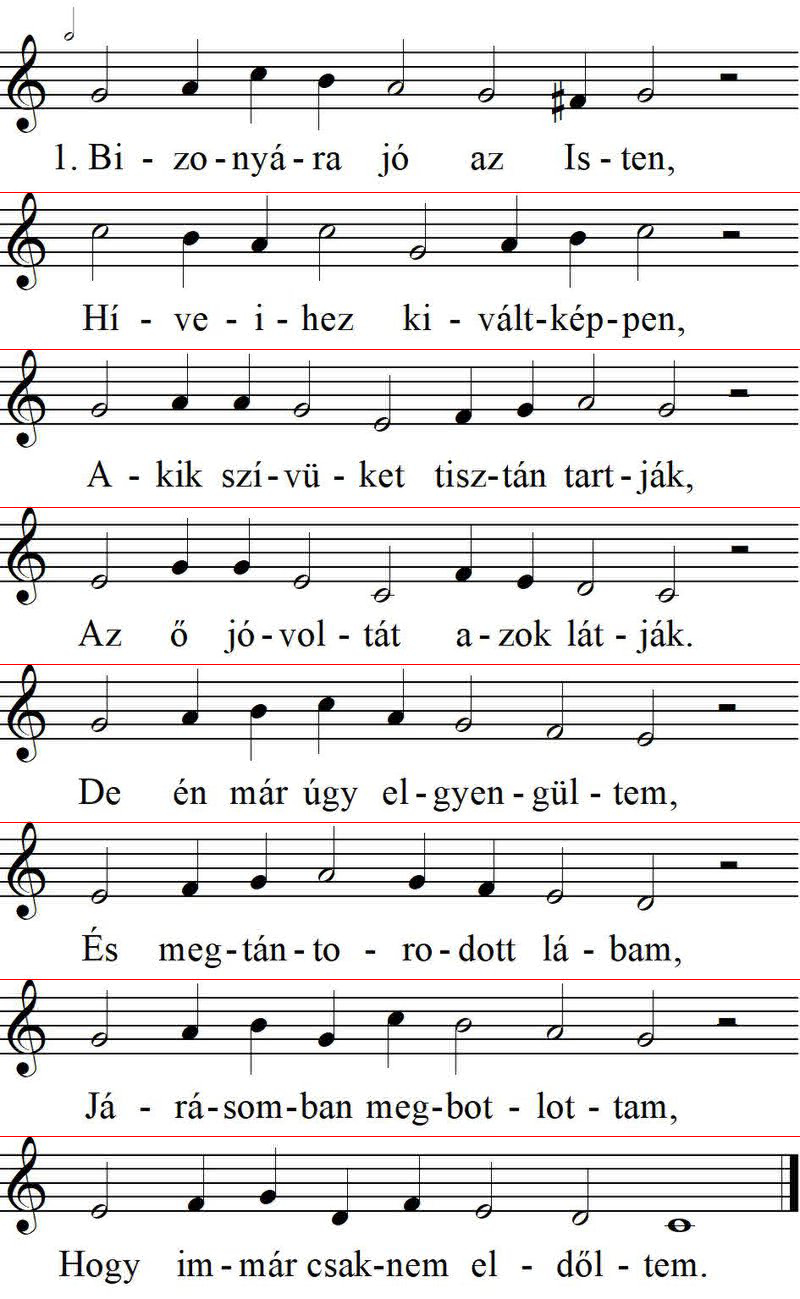 1. Bi - zo - nyá - ra jó az Is - ten,
Hí - ve - i - hez ki - vált - kép - pen,
A - kik szí - vü - ket tisz - tán tart - ják,
Az ő jó - vol - tát a - zok lát - ják.
De én már úgy el - gyen - gül - tem,
És meg - tán - to - ro - dott lá - bam,
Já - rá - som - ban meg - bot - lot - tam,
Hogy im - már csak - nem el - dől - tem.